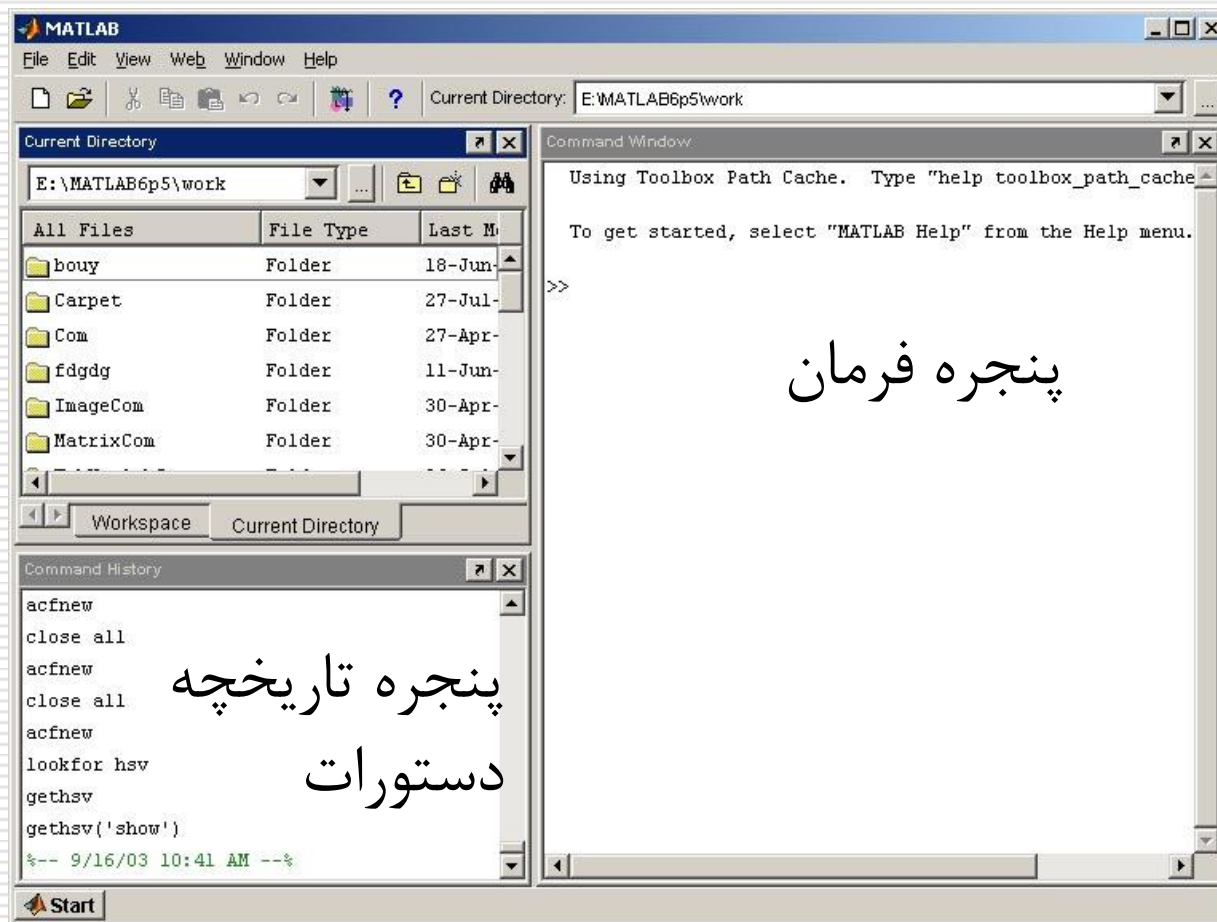 MATLAB
File Edit View Web Window Help
Current Directory: E:\MATLAB6p5\work
Current Directory
E:\MATLAB6p5\work
All Files File Type Last M
bouy Folder 18-Jun-
Carpet Folder 27-Jul-
Com Folder 27-Apr-
fdgdg Folder 11-Jun-
ImageCom Folder 30-Apr-
MatrixCom Folder 30-Apr-
Workspace Current Directory
Command History
acfnew
close all
acfnew
close all
acfnew
lookfor hsv
gethsv
gethsv('show')
%-- 9/16/03 10:41 AM --%
پنجره تاریخچه
دستورات
Command Window
Using Toolbox Path Cache. Type "help toolbox_path_cache
To get started, select "MATLAB Help" from the Help menu.
>>
پنجره فرمان
Start